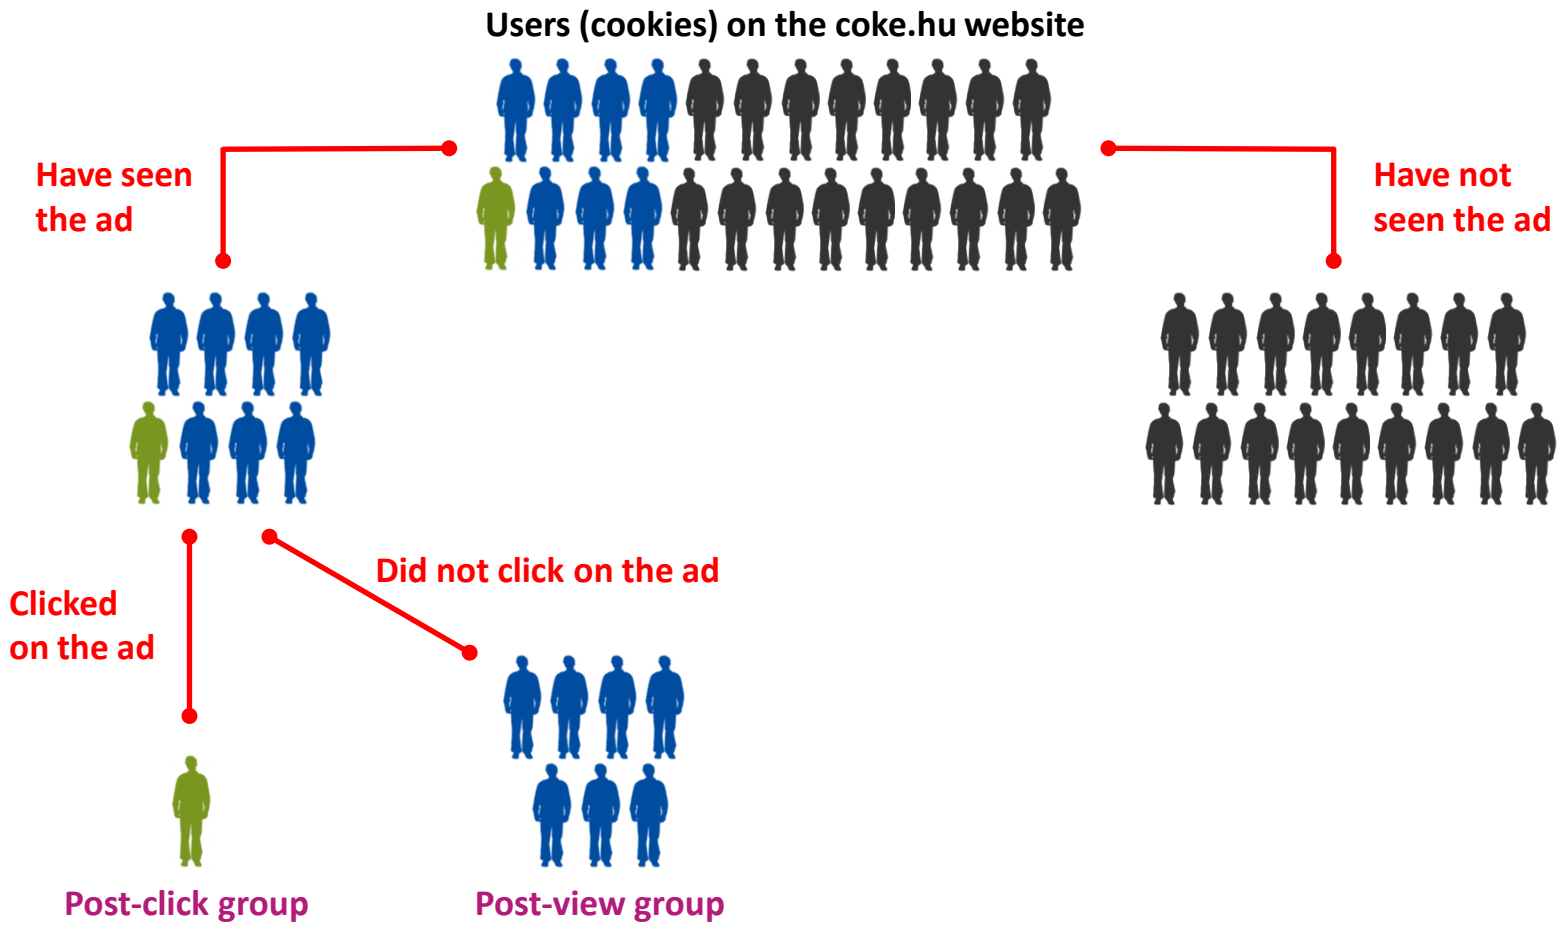 Users (cookies) on the coke.hu website
Have seen
the ad
Have not
seen the ad
Did not click on the ad
Clicked
on the ad
Post-click group
Post-view group